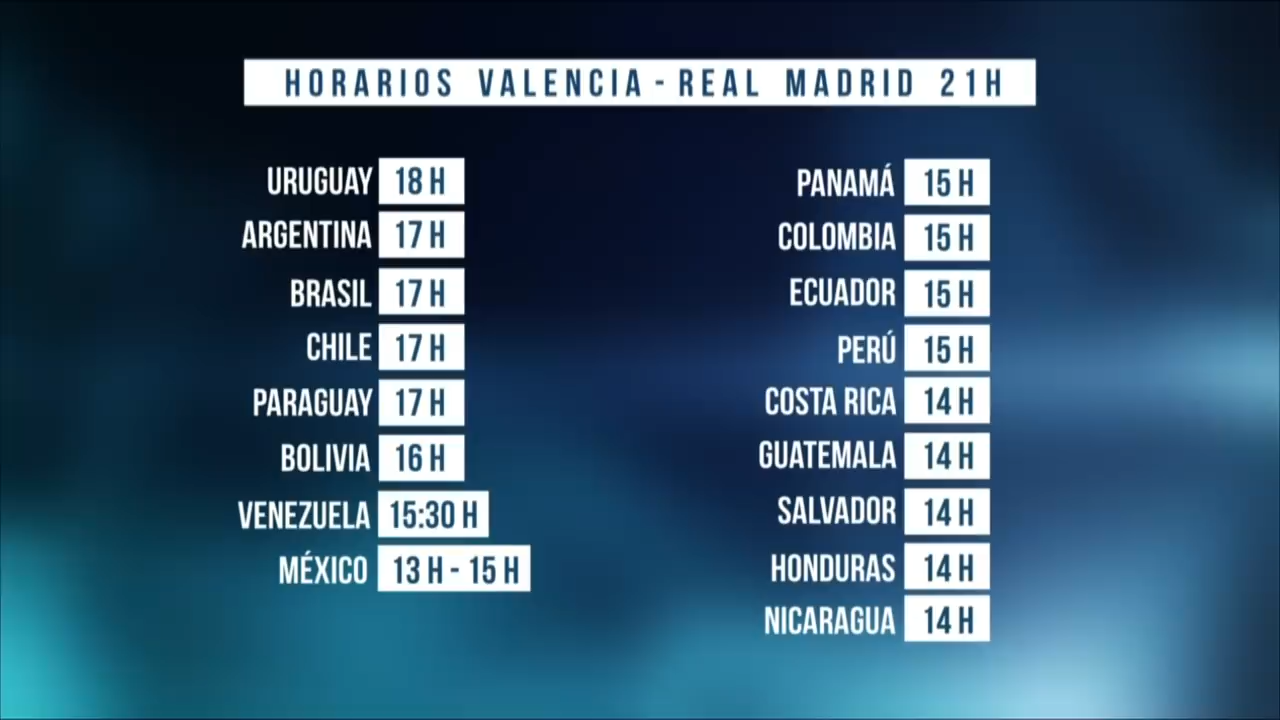 HORARIOS VALENCIA - REAL MADRID 21H
URUGUAY 18 H
ARGENTINA 17 H
BRASIL 17 H
CHILE 17 H
PARAGUAY 17 H
BOLIVIA 16 H
VENEZUELA 15:30 H
MÉXICO 13 H - 15 H
PANAMÁ 15 H
COLOMBIA 15 H
ECUADOR 15 H
PERÚ 15 H
COSTA RICA 14 H
GUATEMALA 14 H
SALVADOR 14 H
HONDURAS 14 H
NICARAGUA 14 H